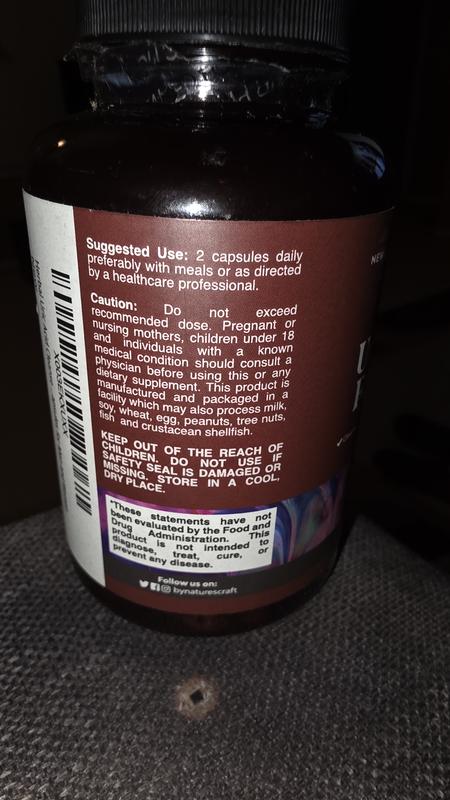 Suggested Use: 2 capsules daily
preferably with meals or as directed
by a healthcare professional.
Caution: Do not exceed
recommended dose. Pregnant or
nursing mothers, children under 18
and individuals with a known
medical condition should consult a
physician before using this or any
dietary supplement. This product is
manufactured and packaged in a
facility which may also process milk,
soy, wheat, egg, peanuts, tree nuts,
fish and crustacean shellfish.
KEEP OUT OF THE REACH OF
CHILDREN. DO NOT USE IF
SAFETY SEAL IS DAMAGED OR
MISSING. STORE IN A COOL,
DRY PLACE.
*These statements have not
been evaluated by the Food and
Drug Administration. This
product is not intended to
diagnose, treat, cure, or
prevent any disease.
Follow us on:
bynaturescraft